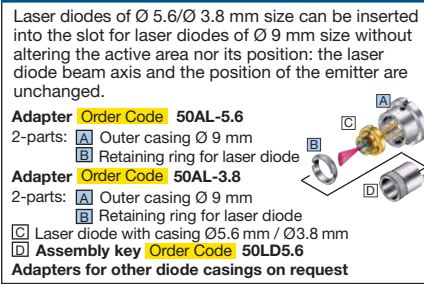 Laser diodes of Ø 5.6/Ø 3.8 mm size can be inserted
into the slot for laser diodes of Ø 9 mm size without
altering the active area nor its position: the laser
diode beam axis and the position of the emitter are
unchanged.
Adapter Order Code 50AL-5.6
2-parts: A Outer casing Ø 9 mm
B Retaining ring for laser diode
Adapter Order Code 50AL-3.8
2-parts: A Outer casing Ø 9 mm
B Retaining ring for laser diode
C Laser diode with casing Ø5.6 mm / Ø3.8 mm
D Assembly key Order Code 50LD5.6
Adapters for other diode casings on request
A
C
B
D